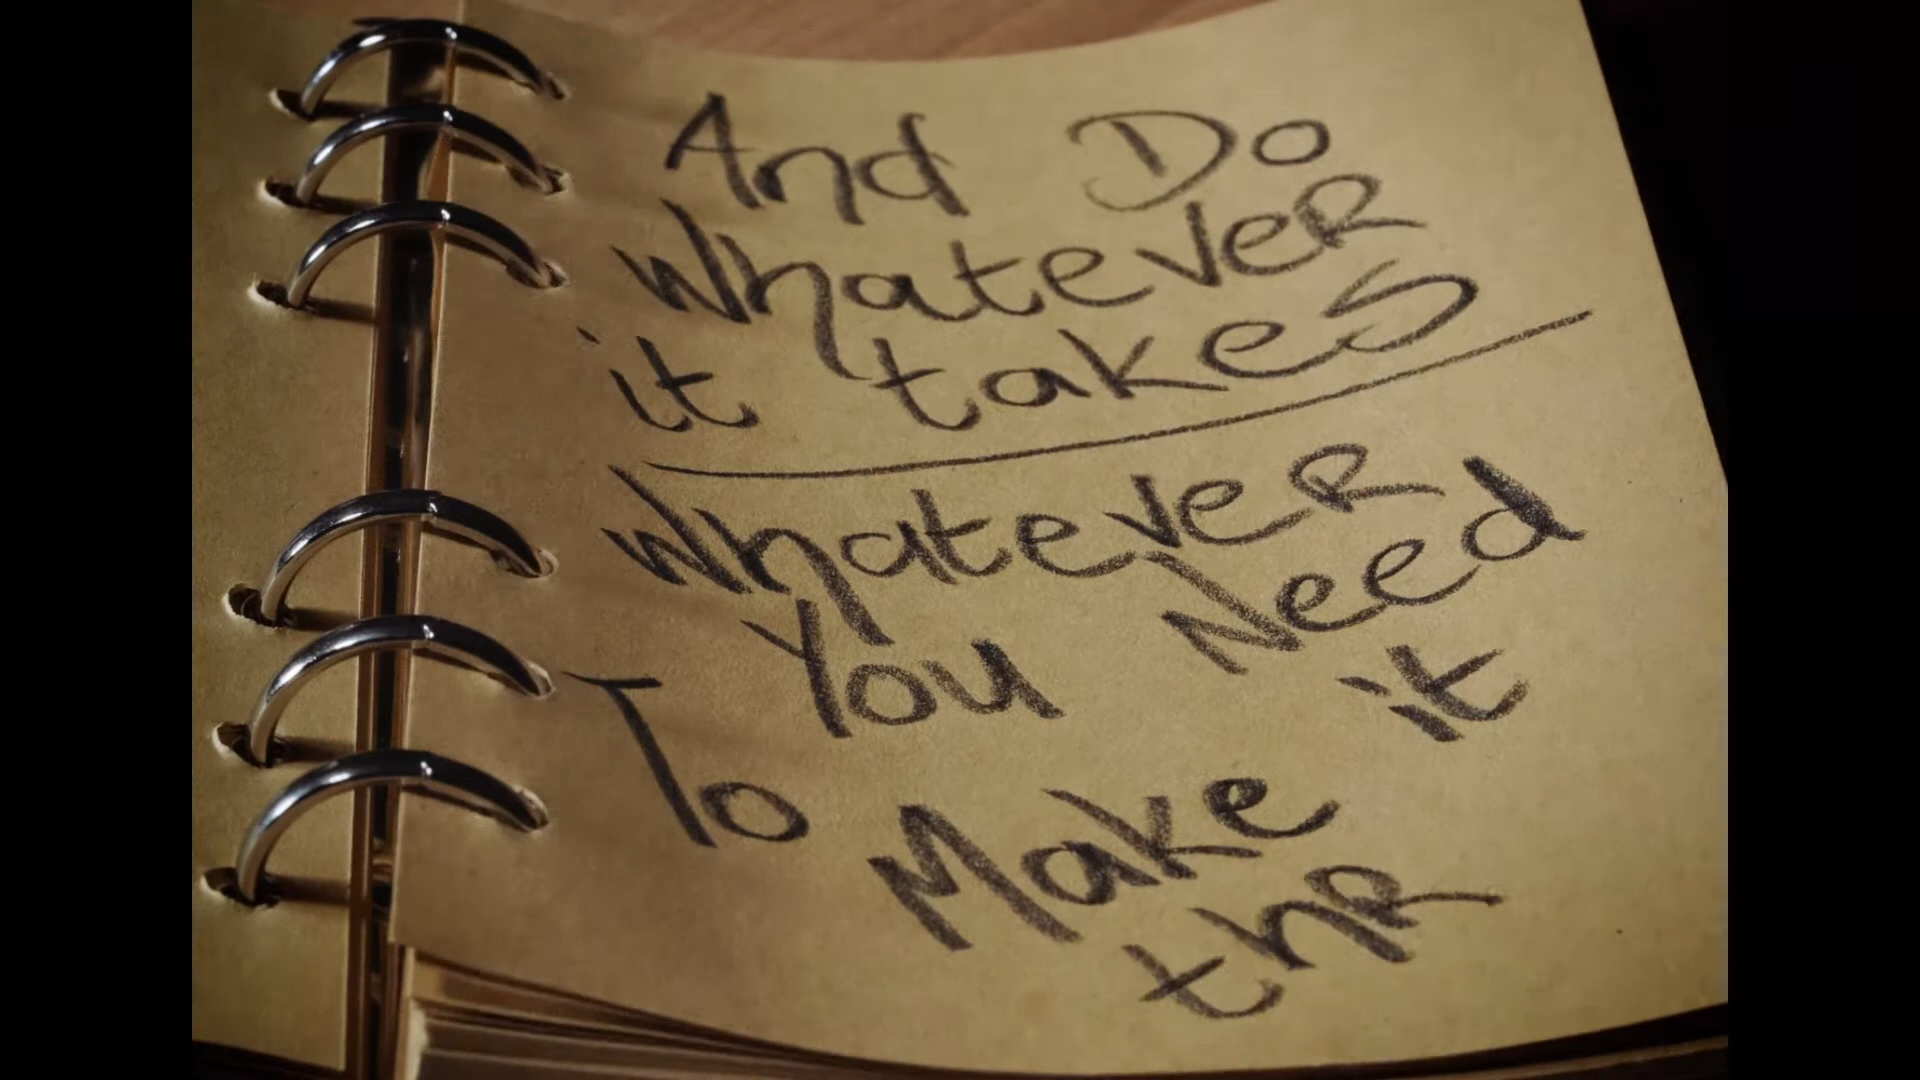 And Do
Whatever
it takes
Whatever
You Need
it
To Make
thR